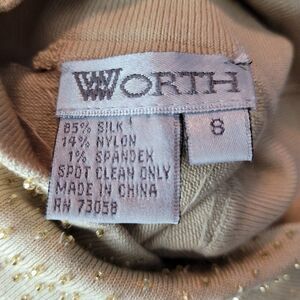 WORTH
8
85% SILK
14% NYLON
1% SPANDEX
SPOT CLEAN ONLY
MADE IN CHINA
RN 73058